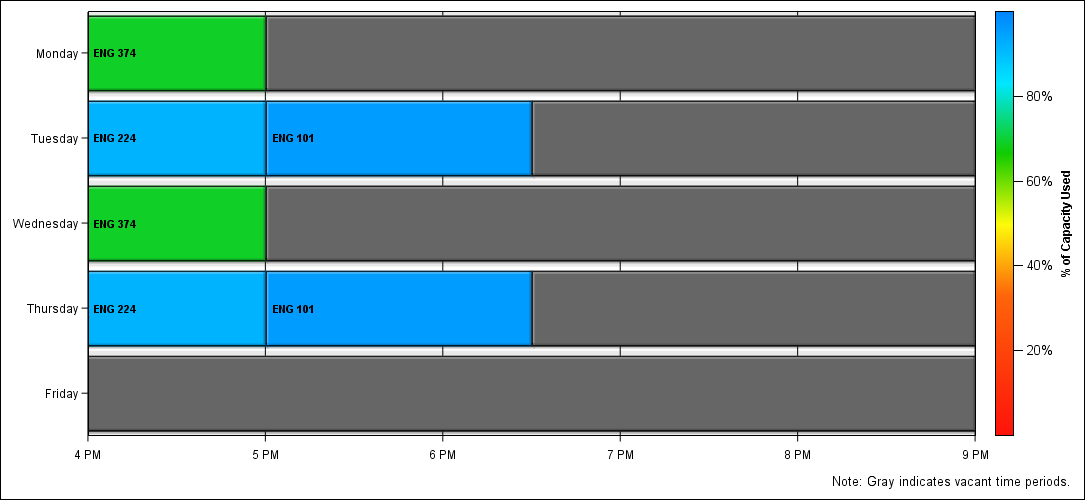 Monday
ENG 374
Tuesday
ENG 224
ENG 101
Wednesday
ENG 374
Thursday
ENG 224
ENG 101
Friday
4 PM
5 PM
6 PM
7 PM
8 PM
9 PM
80%
60%
40%
20%
% of Capacity Used
Note: Gray indicates vacant time periods.